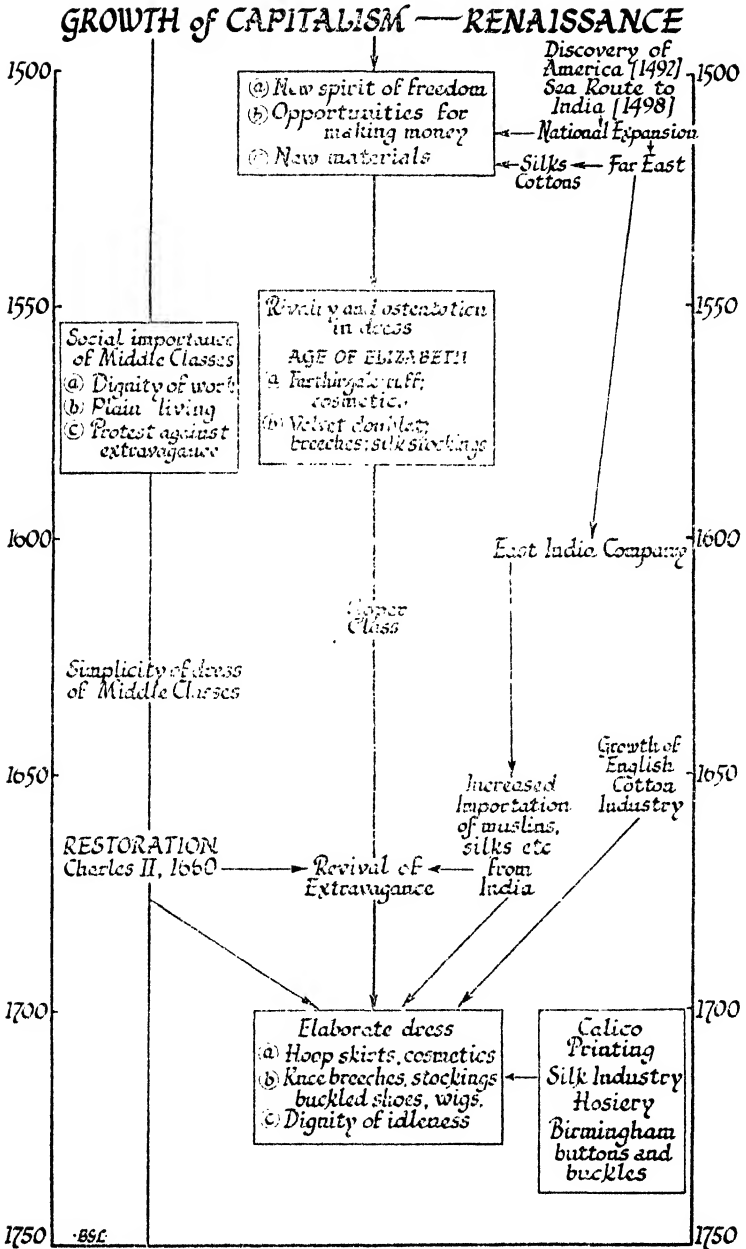 GROWTH of CAPITALISM — RENAISSANCE
1500
1500
Discovery of
America [1492]
Sea Route to
India [1498]
National Expansion
Far East
Silks
Cottons
(a) New spirit of freedom
(b) Opportunities for
making money
(c) New materials
1550
1550
Social importance
of Middle Classes
(a) Dignity of work
(b) Plain living
(c) Protest against
extravagance
Rivalry and ostentation
in dress
AGE OF ELIZABETH
(a) Farthingale: ruff;
cosmetics
(b) Velvet doublet;
breeches: silk stockings
1600
1600
East India Company
Upper
Class
Simplicity of dress
of Middle Classes
1650
1650
Growth of
English
Cotton
Industry
Increased
Importation
of muslins,
silks etc
from
India
RESTORATION
Charles II, 1660
Revival of
Extravagance
1700
1700
Elaborate dress
(a) Hoop skirts, cosmetics
(b) Knee breeches, stockings
buckled shoes, wigs.
(c) Dignity of idleness
Calico
Printing
Silk Industry
Hosiery
Birmingham
buttons and
buckles
1750
·BSL·
1750